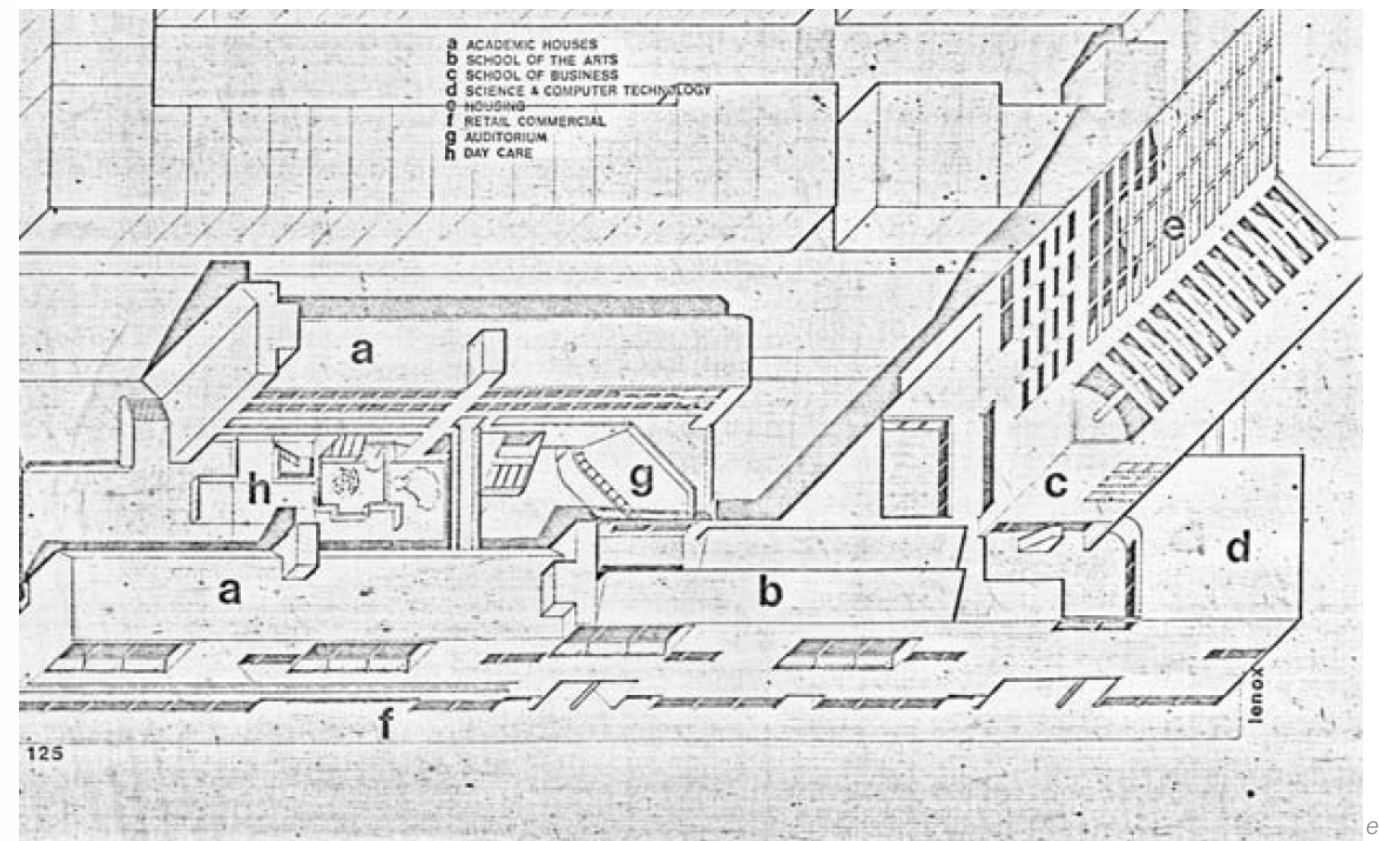 a ACADEMIC HOUSES
b SCHOOL OF THE ARTS
c SCHOOL OF BUSINESS
d SCIENCE & COMPUTER TECHNOLOGY
e HOUSING
f RETAIL COMMERCIAL
g AUDITORIUM
h DAY CARE
e
a
g
h
c
d
a
b
lenox
f
125
e